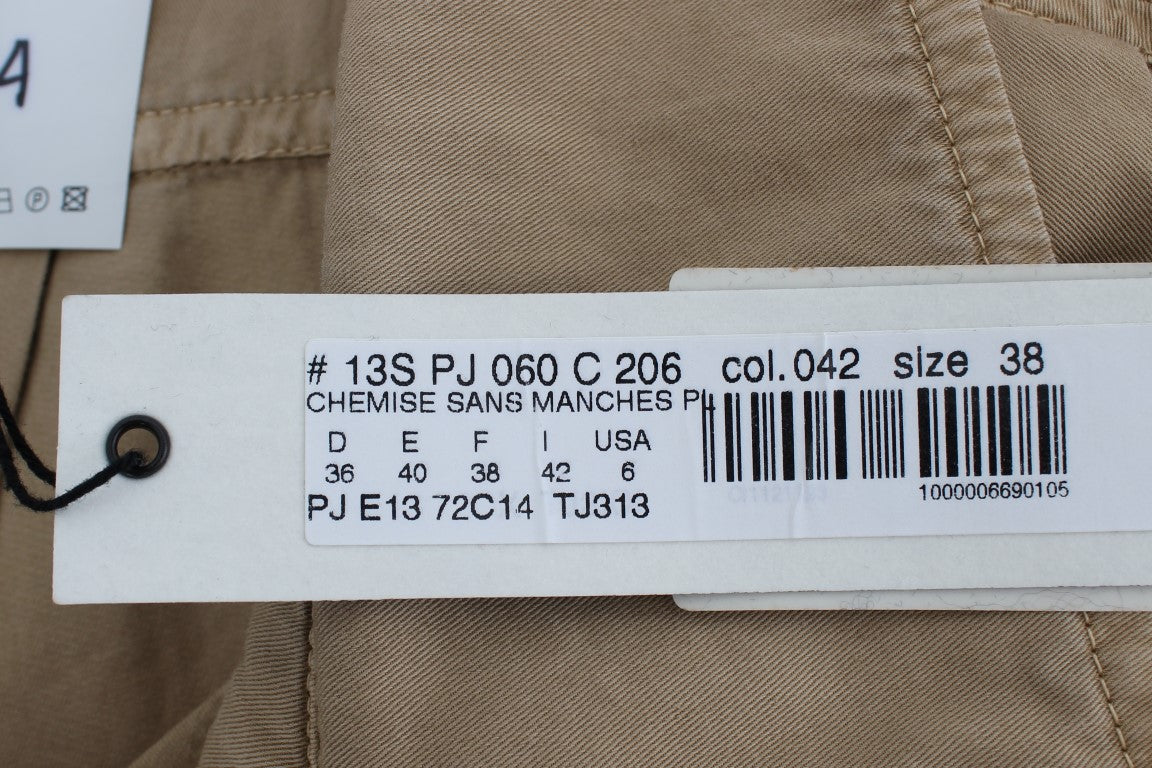 A
# 13S PJ 060 C 206 col.042 size 38
CHEMISE SANS MANCHES
D E F I USA
36 40 38 42 6
PJ E13 72C14 TJ313
1000006690105